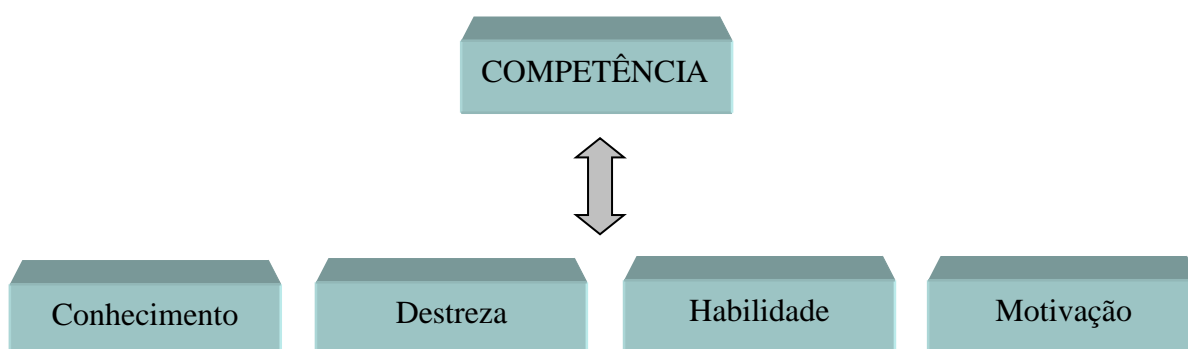 COMPETÊNCIA
Conhecimento
Destreza
Habilidade
Motivação